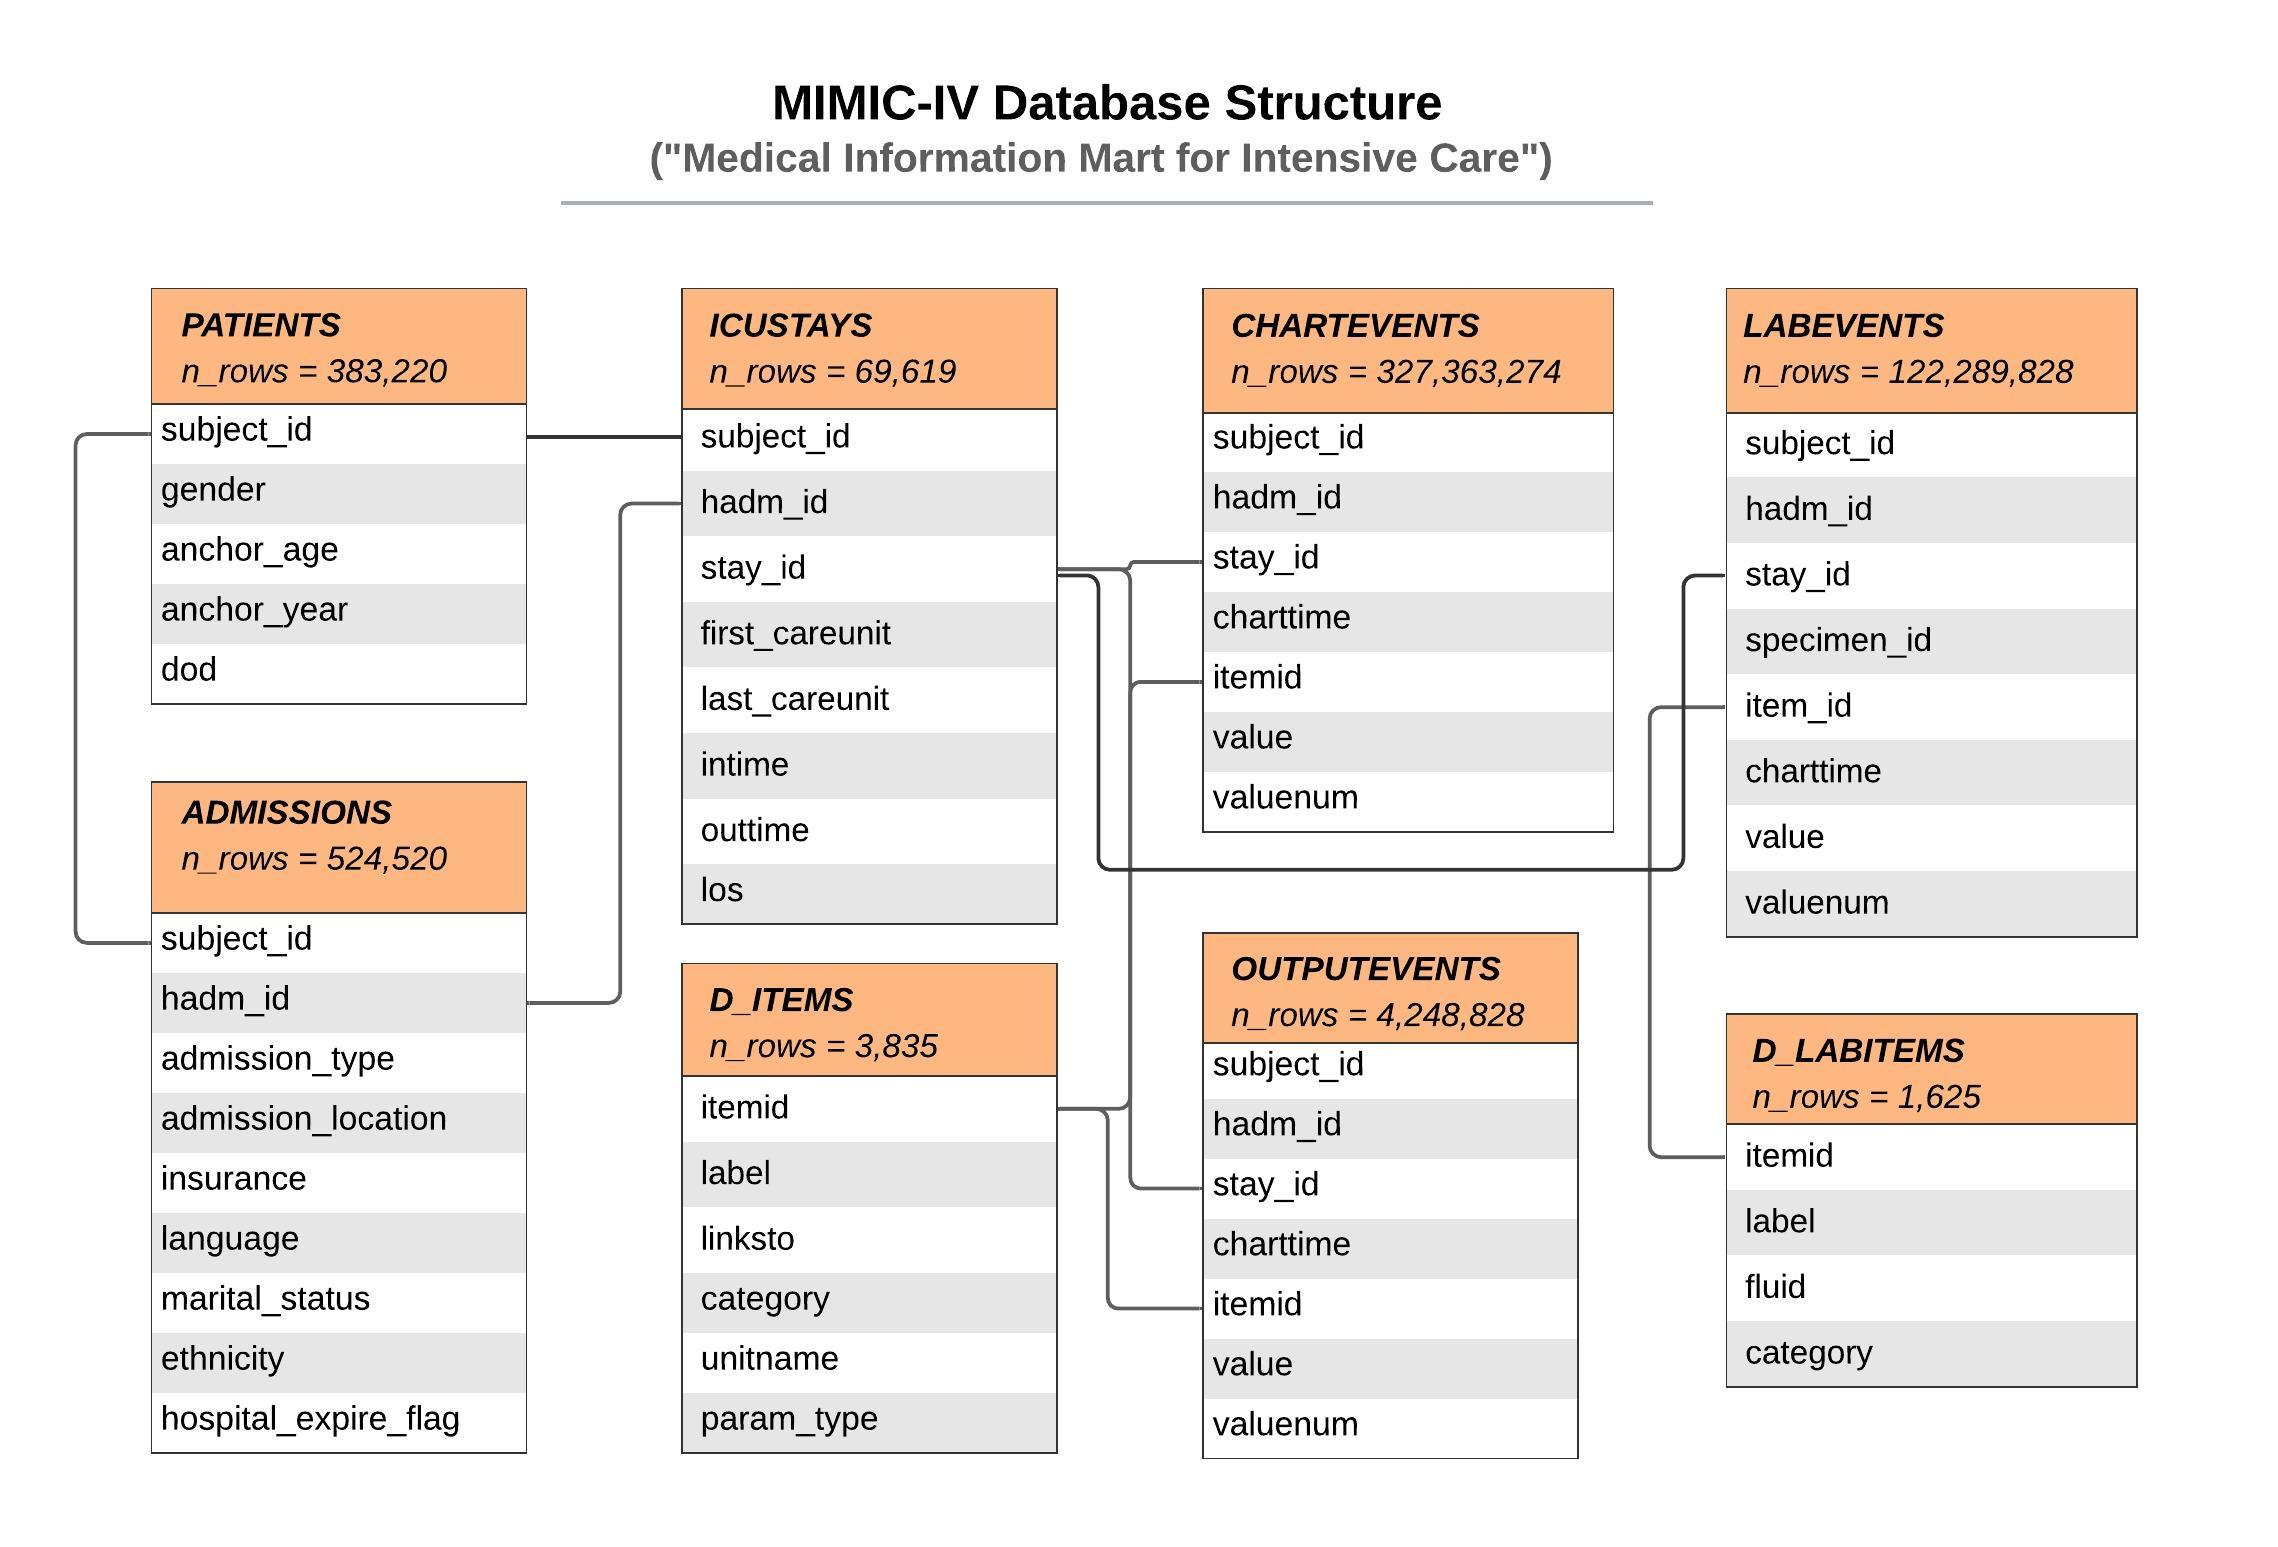 MIMIC-IV Database Structure
("Medical Information Mart for Intensive Care")
PATIENTS
n_rows = 383,220
subject_id
gender
anchor_age
anchor_year
dod
ADMISSIONS
n_rows = 524,520
subject_id
hadm_id
admission_type
admission_location
insurance
language
marital_status
ethnicity
hospital_expire_flag
ICUSTAYS
n_rows = 69,619
subject_id
hadm_id
stay_id
first_careunit
last_careunit
intime
outtime
los
D_ITEMS
n_rows = 3,835
itemid
label
linksto
category
unitname
param_type
CHARTEVENTS
n_rows = 327,363,274
subject_id
hadm_id
stay_id
charttime
itemid
value
valuenum
OUTPUTEVENTS
n_rows = 4,248,828
subject_id
hadm_id
stay_id
charttime
itemid
value
valuenum
LABEVENTS
n_rows = 122,289,828
subject_id
hadm_id
stay_id
specimen_id
item_id
charttime
value
valuenum
D_LABITEMS
n_rows = 1,625
itemid
label
fluid
category